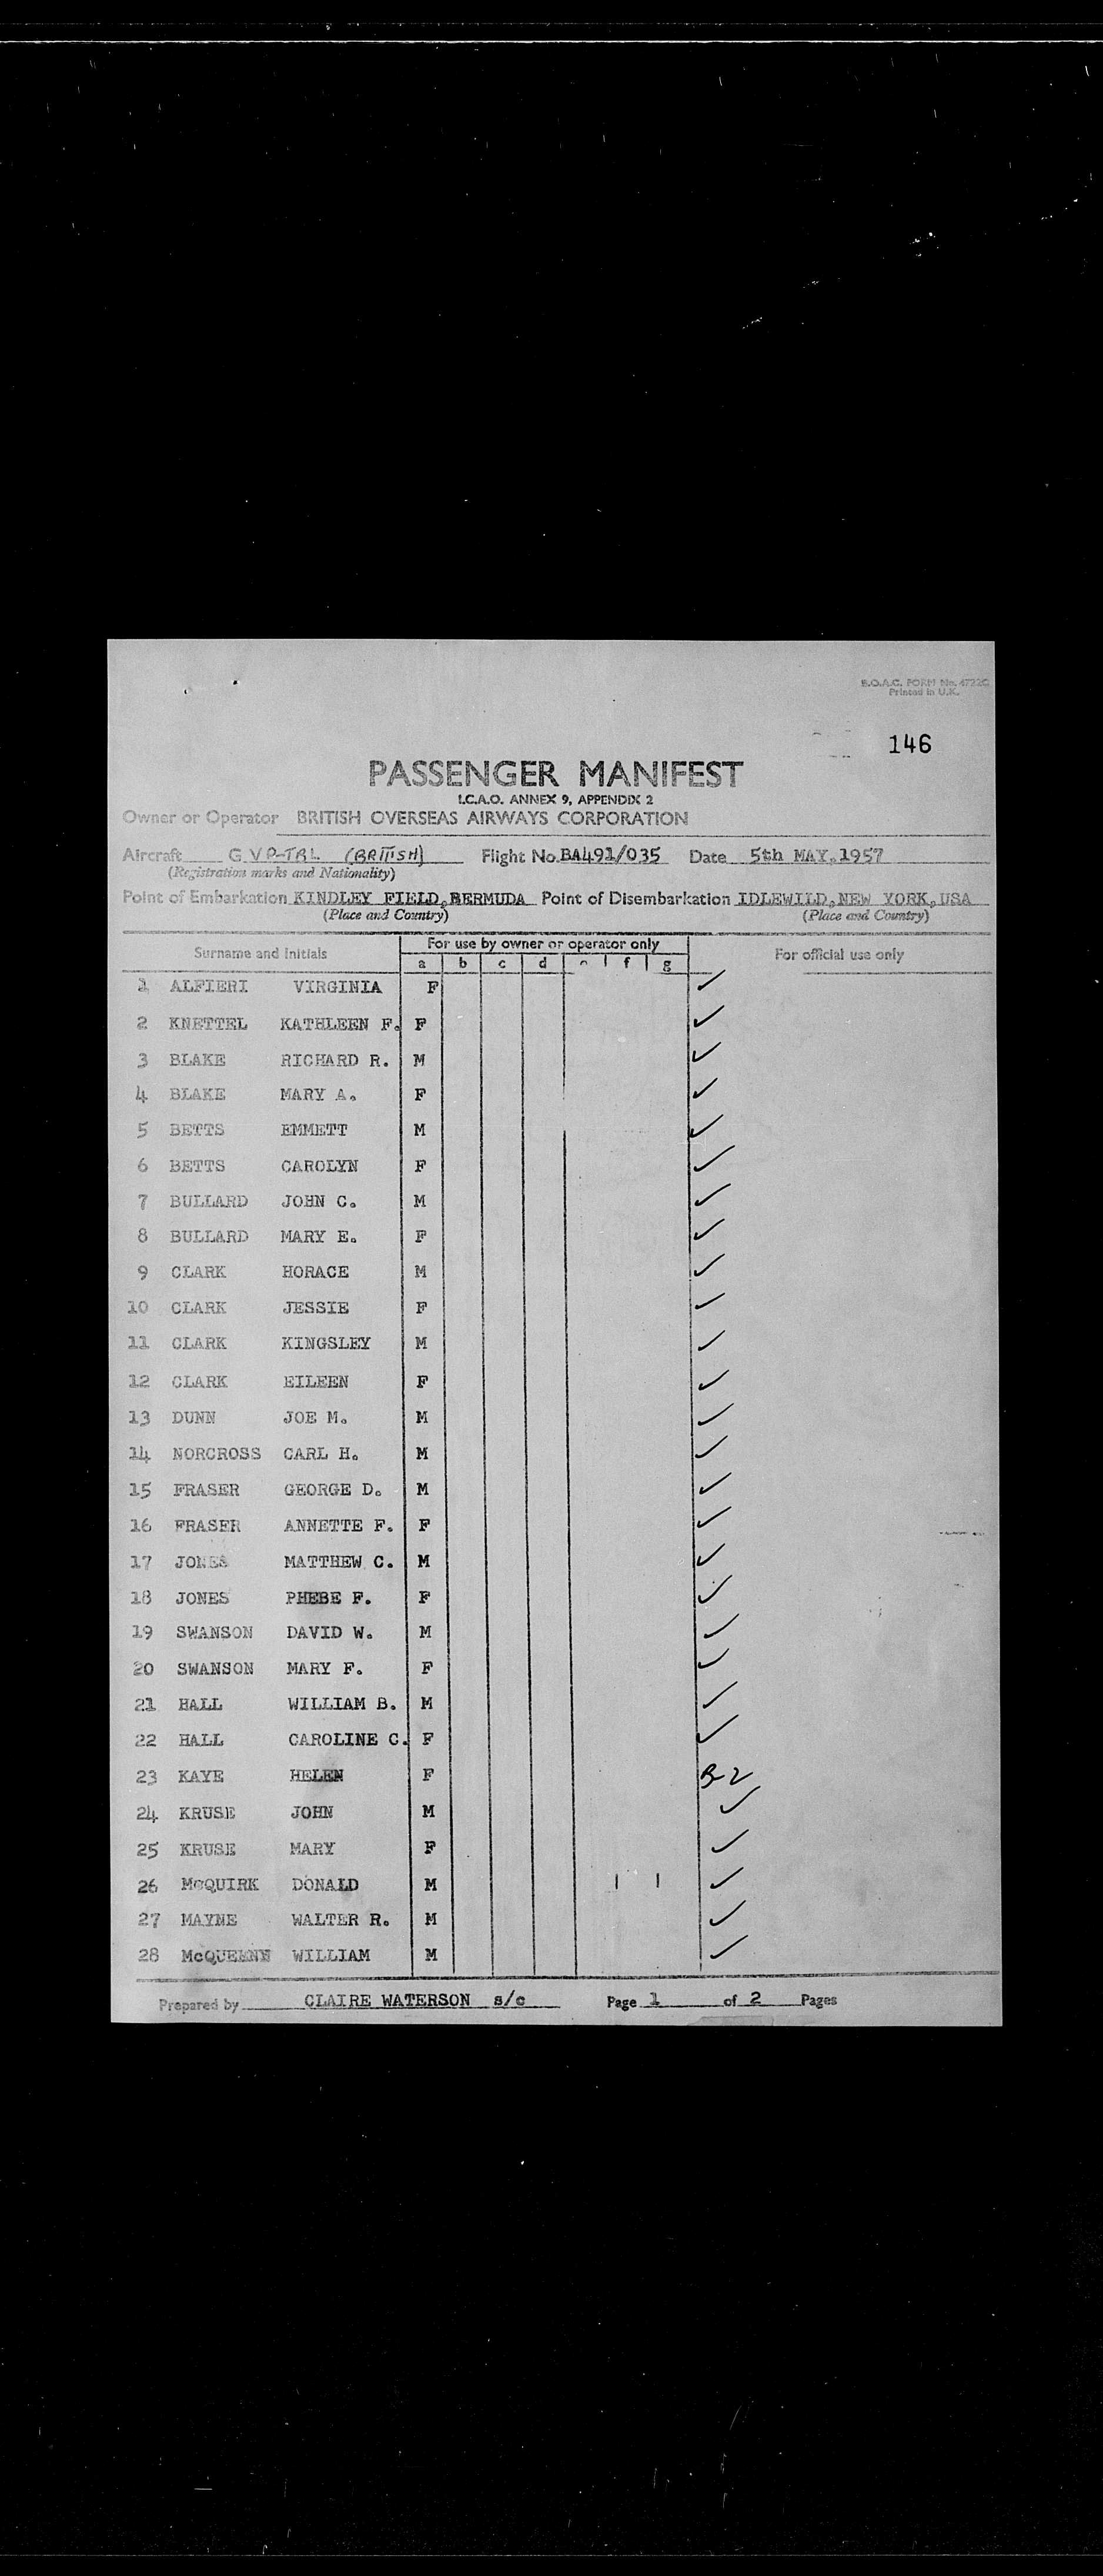 B.O.A.C. FORM No. 4722C
Printed in U.K.
146
PASSENGER MANIFEST
I.C.A.O. ANNEX 9, APPENDIX 2
Owner or Operator BRITISH OVERSEAS AIRWAYS CORPORATION
Aircraft G VP-TBL (BRITISH) Flight No. BA491/035 Date 5th MAY, 1957
(Registration marks and Nationality)
Point of Embarkation KINDLEY FIELD, BERMUDA Point of Disembarkation IDLEWILD, NEW YORK, USA
(Place and Country) (Place and Country)
Surname and Initials For use by owner or operator only For official use only
a b c d e f g
1 ALFIERI VIRGINIA F ✓
2 KNETTEL KATHLEEN F. F ✓
3 BLAKE RICHARD R. M ✓
4 BLAKE MARY A. F ✓
5 BETTS EMMETT M ✓
6 BETTS CAROLYN F ✓
7 BULLARD JOHN C. M ✓
8 BULLARD MARY E. F ✓
9 CLARK HORACE M ✓
10 CLARK JESSIE F ✓
11 CLARK KINGSLEY M ✓
12 CLARK EILEEN F ✓
13 DUNN JOE M. M ✓
14 NORCROSS CARL H. M ✓
15 FRASER GEORGE D. M ✓
16 FRASER ANNETTE F. F ✓
17 JONES MATTHEW C. M ✓
18 JONES PHEBE F. F ✓
19 SWANSON DAVID W. M ✓
20 SWANSON MARY F. F ✓
21 HALL WILLIAM B. M ✓
22 HALL CAROLINE C. F ✓
23 KAYE HELEN F B-2
24 KRUSE JOHN M ✓
25 KRUSE MARY F ✓
26 McQUIRK DONALD M ✓
27 MAYNE WALTER R. M ✓
28 WILLIAM M ✓
Prepared by CLAIRE WATERSON s/c Page 1 of 2 Pages